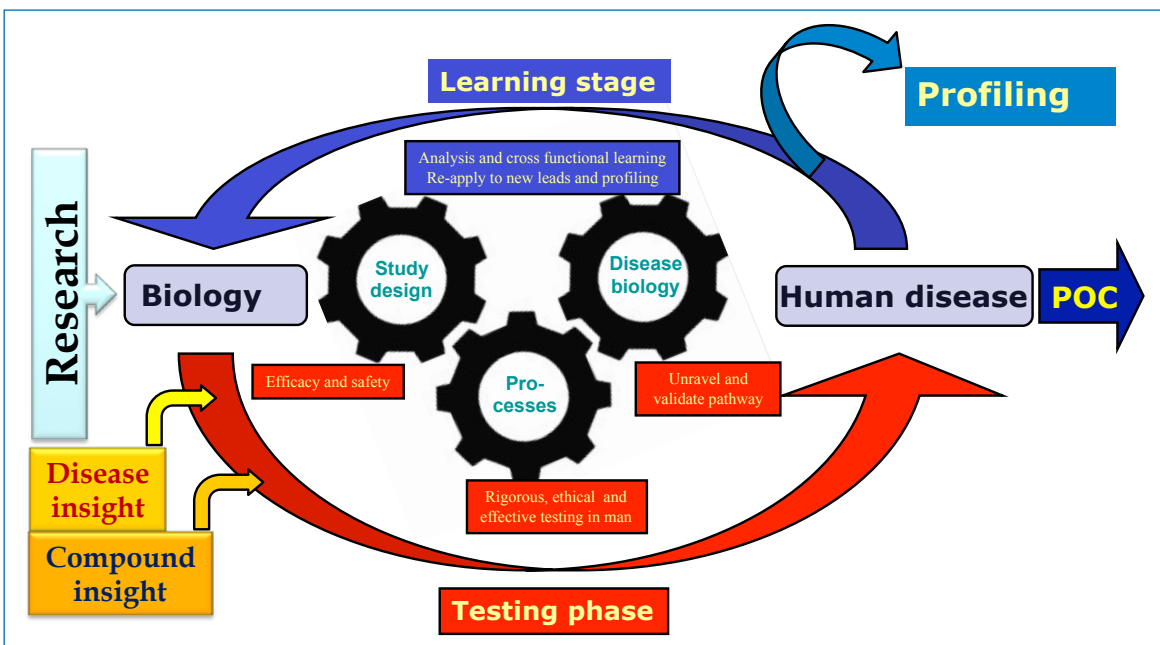 Learning stage
Profiling
Analysis and cross functional learning
Re-apply to new leads and profiling
Research
Study
design
Disease
biology
Biology
Human disease
POC
Efficacy and safety
Pro-
cesses
Unravel and
validate pathway
Disease
insight
Rigorous, ethical and
effective testing in man
Compound
insight
Testing phase